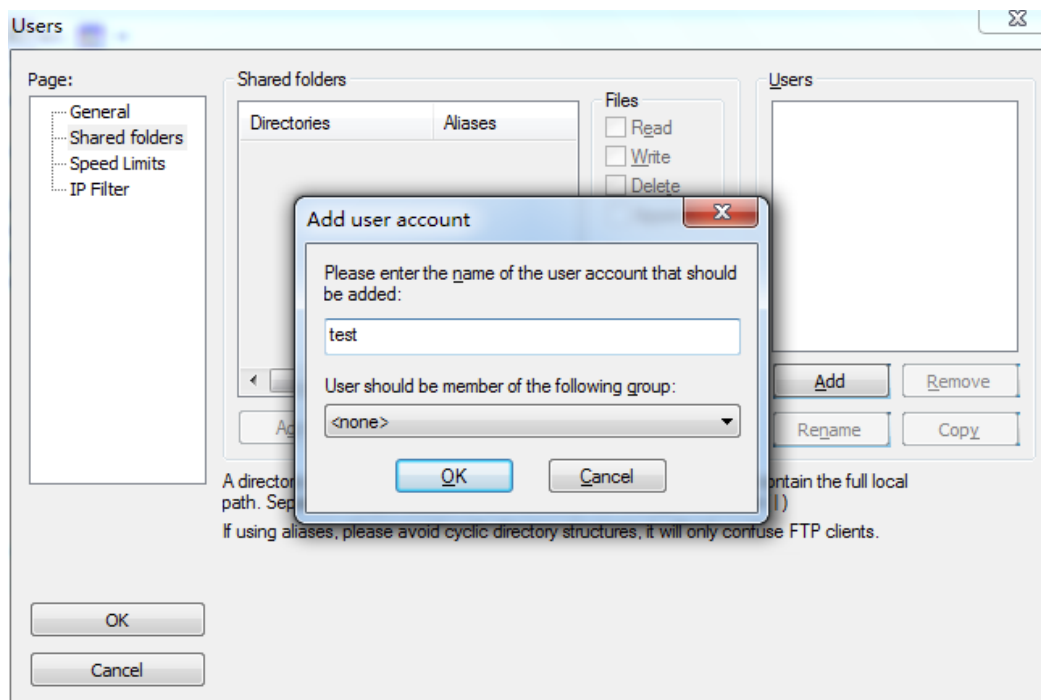 Users
Page:
General
Shared folders
Speed Limits
IP Filter
Shared folders
Directories
Aliases
Files
Read
Write
Delete
Users
Add
Remove
Rename
Copy
Add user account
Please enter the name of the user account that should
be added:
test
User should be member of the following group:
<none>
OK
Cancel
A director
ntain the full local
path. Sep
|)
If using aliases, please avoid cyclic directory structures, it will only confuse FTP clients.
OK
Cancel